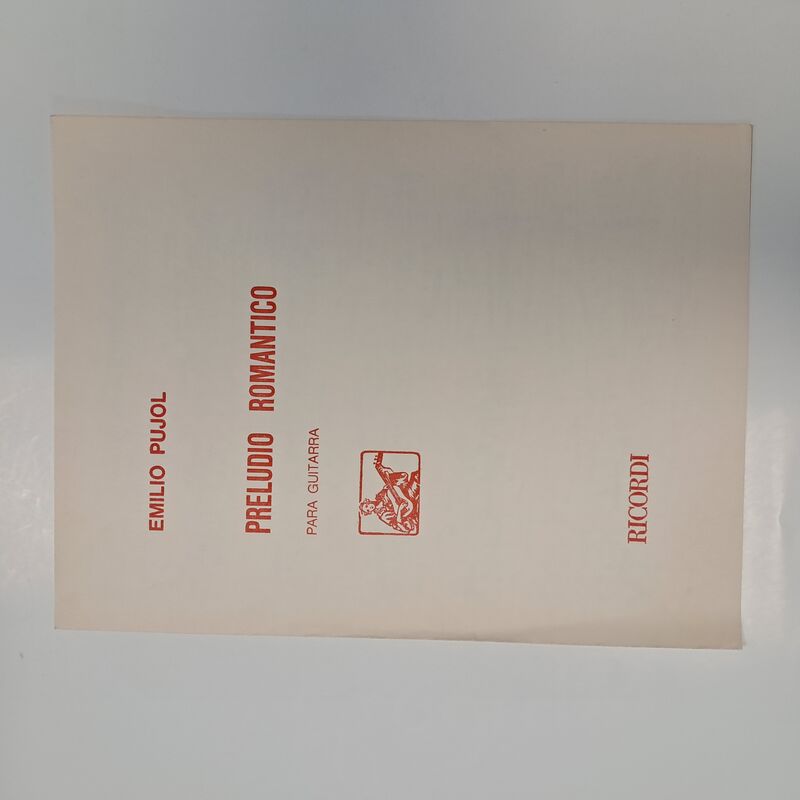 EMILIO PUJOL
PRELUDIO ROMANTICO
PARA GUITARRA
RICORDI